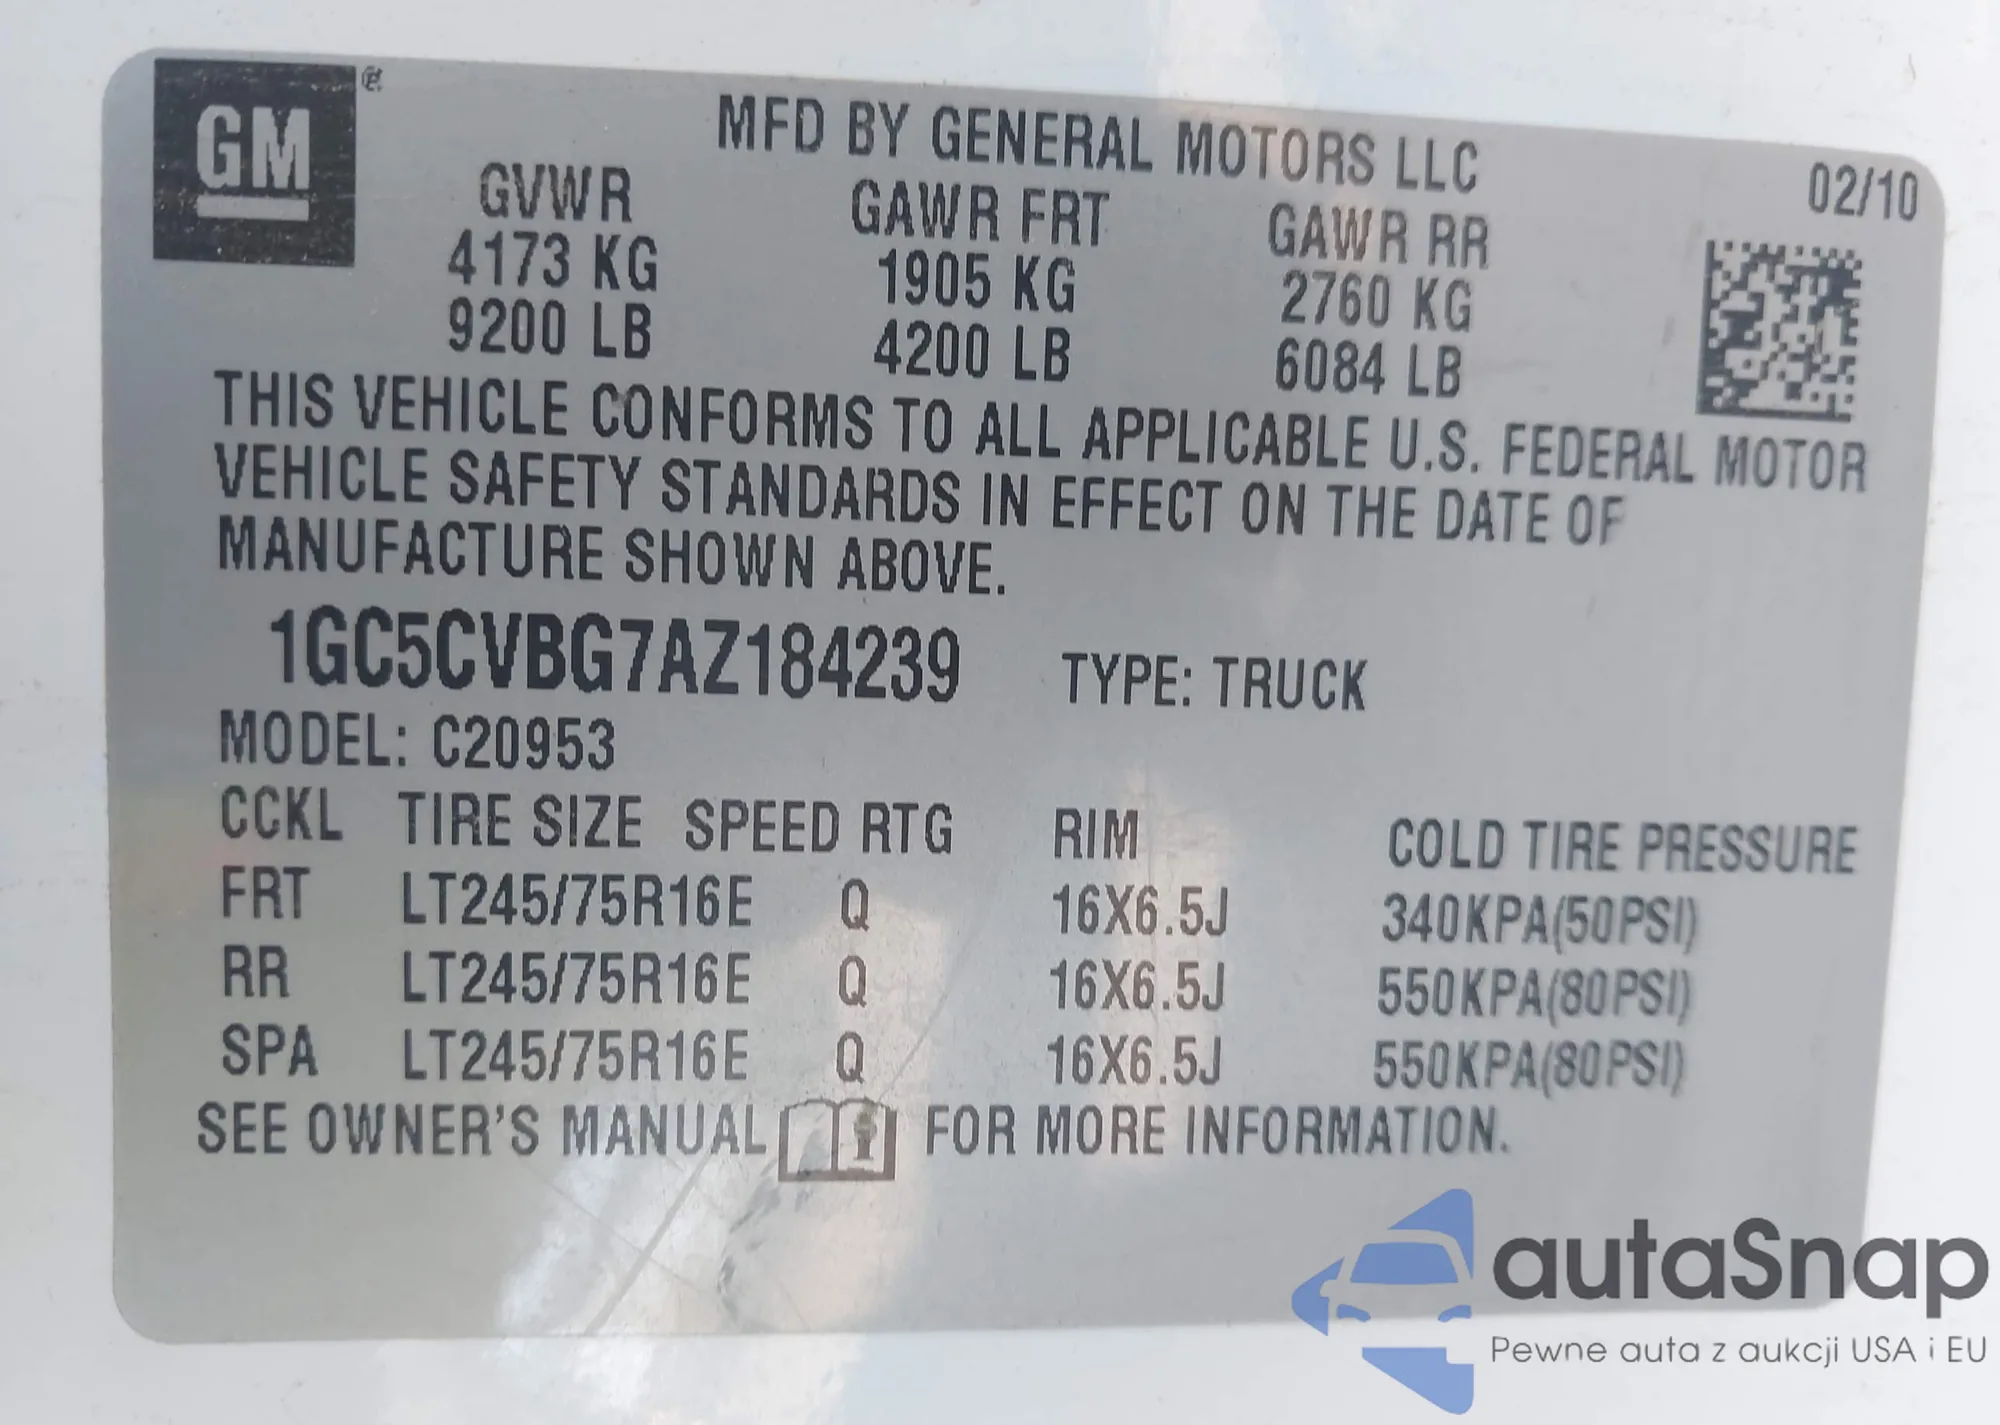 GM
MFD BY GENERAL MOTORS LLC
02/10
GVWR GAWR FRT GAWR RR
4173 KG 1905 KG 2760 KG
9200 LB 4200 LB 6084 LB
THIS VEHICLE CONFORMS TO ALL APPLICABLE U.S. FEDERAL MOTOR
VEHICLE SAFETY STANDARDS IN EFFECT ON THE DATE OF
MANUFACTURE SHOWN ABOVE.
1GC5CVBG7AZ184239 TYPE: TRUCK
MODEL: C20953
CCKL TIRE SIZE SPEED RTG RIM COLD TIRE PRESSURE
FRT LT245/75R16E Q 16X6.5J 340KPA(50PSI)
RR LT245/75R16E Q 16X6.5J 550KPA(80PSI)
SPA LT245/75R16E Q 16X6.5J 550KPA(80PSI)
SEE OWNER'S MANUAL FOR MORE INFORMATION.
autaSnap
Pewne auta z aukcji USA i EU